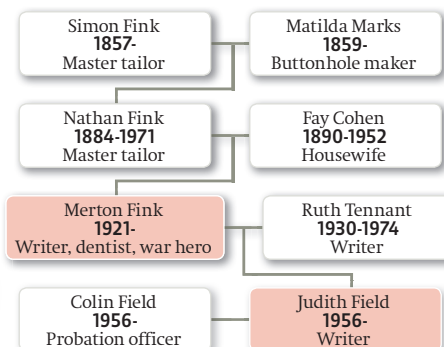 Simon Fink
1857-
Master tailor
Matilda Marks
1859-
Buttonhole maker
Nathan Fink
1884-1971
Master tailor
Fay Cohen
1890-1952
Housewife
Merton Fink
1921-
Writer, dentist, war hero
Ruth Tennant
1930-1974
Writer
Colin Field
1956-
Probation officer
Judith Field
1956-
Writer